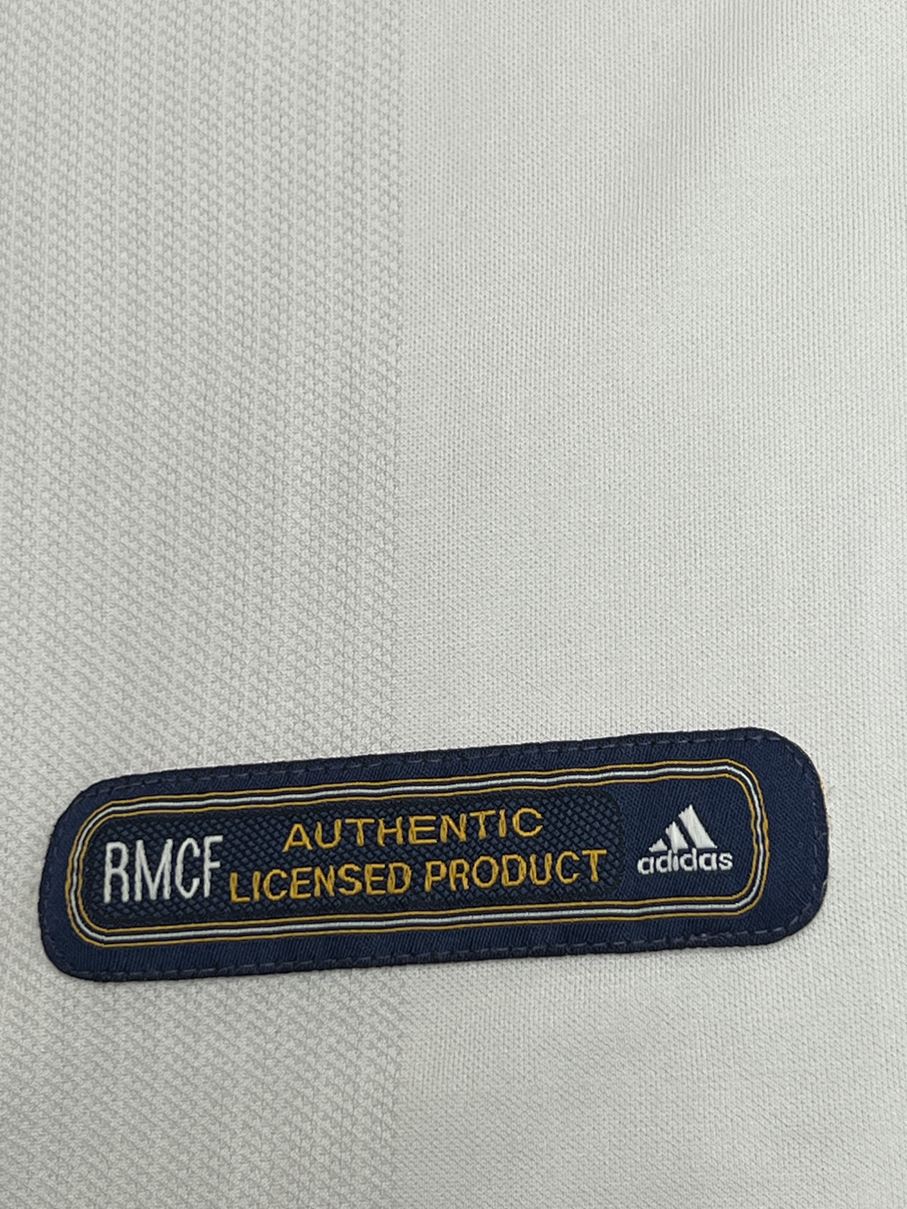 RMCF
AUTHENTIC
LICENSED PRODUCT
adidas